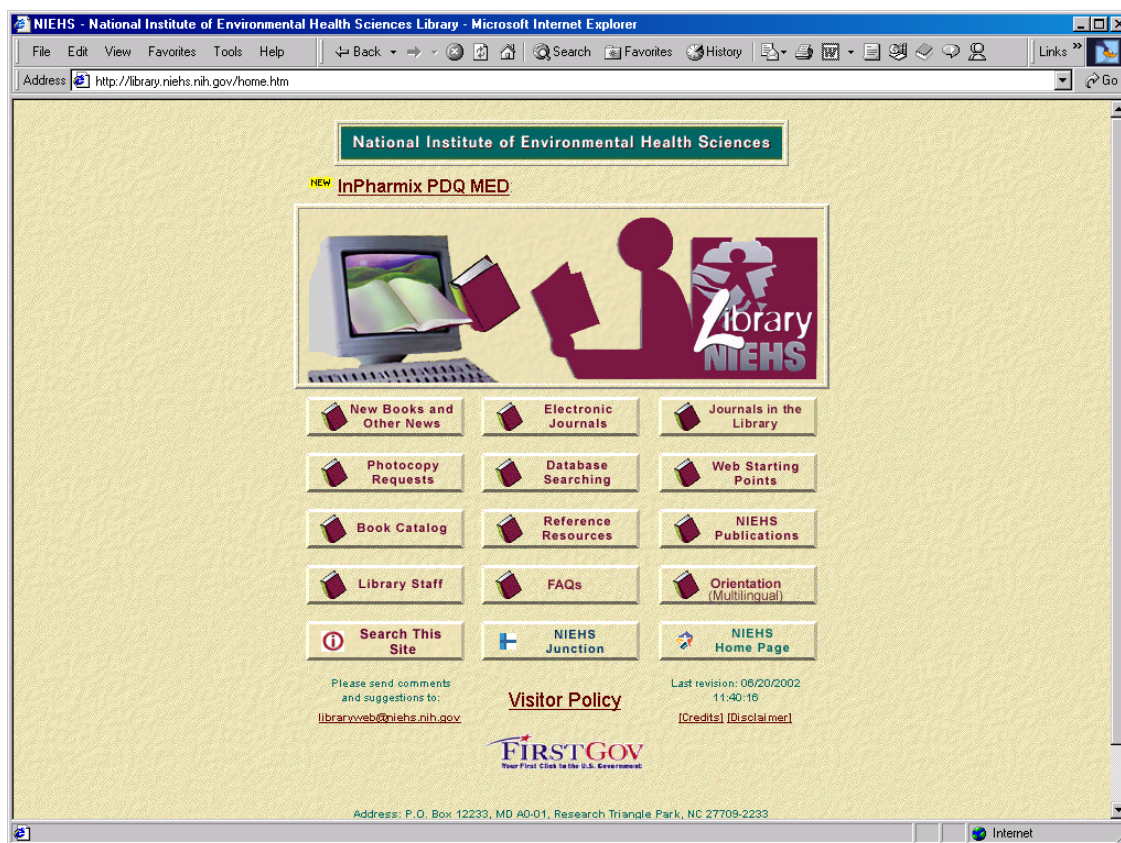 NIEHS - National Institute of Environmental Health Sciences Library - Microsoft Internet Explorer
File Edit View Favorites Tools Help Back Search Favorites History Links »
Address http://library.niehs.nih.gov/home.htm Go
National Institute of Environmental Health Sciences
NEW InPharmix PDQ MED
Library
NIEHS
New Books and
Other News
Electronic
Journals
Journals in the
Library
Photocopy
Requests
Database
Searching
Web Starting
Points
Book Catalog
Reference
Resources
NIEHS
Publications
Library Staff
FAQs
Orientation
(Multilingual)
Search This
Site
NIEHS
Junction
NIEHS
Home Page
Please send comments
and suggestions to:
libraryweb@niehs.nih.gov
Visitor Policy
Last revision: 06/20/2002
11:40:16
[Credits] [Disclaimer]
FIRSTGOV
Your First Click to the U.S. Government
Address: P.O. Box 12233, MD A0-01, Research Triangle Park, NC 27709-2233
Internet